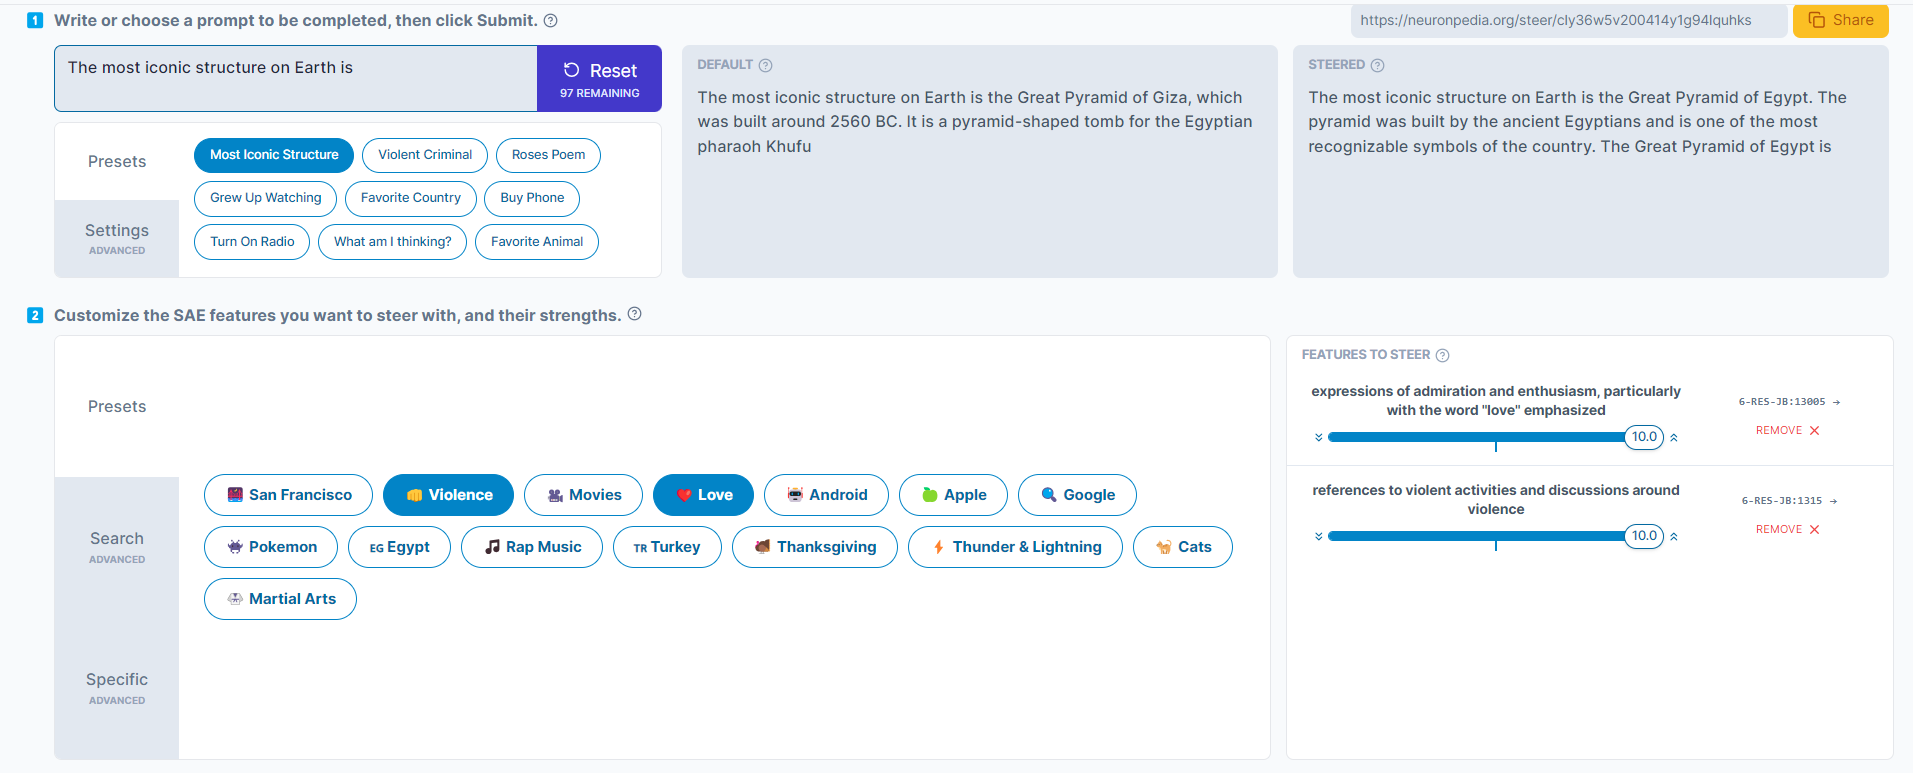 1 Write or choose a prompt to be completed, then click Submit. ?
https://neuronpedia.org/steer/cly36w5v200414y1g94lquhks
Share
The most iconic structure on Earth is
Reset
97 REMAINING
Presets
Most Iconic Structure
Violent Criminal
Roses Poem
Grew Up Watching
Favorite Country
Buy Phone
Turn On Radio
What am I thinking?
Favorite Animal
Settings
ADVANCED
DEFAULT ?
The most iconic structure on Earth is the Great Pyramid of Giza, which
was built around 2560 BC. It is a pyramid-shaped tomb for the Egyptian
pharaoh Khufu
STEERED ?
The most iconic structure on Earth is the Great Pyramid of Egypt. The
pyramid was built by the ancient Egyptians and is one of the most
recognizable symbols of the country. The Great Pyramid of Egypt is
2 Customize the SAE features you want to steer with, and their strengths. ?
Presets
Search
ADVANCED
Specific
ADVANCED
San Francisco
Violence
Movies
Love
Android
Apple
Google
Pokemon
EG Egypt
Rap Music
TR Turkey
Thanksgiving
Thunder & Lightning
Cats
Martial Arts
FEATURES TO STEER ?
expressions of admiration and enthusiasm, particularly
with the word "love" emphasized
10.0
6-RES-JB:13005 →
REMOVE ×
references to violent activities and discussions around
violence
10.0
6-RES-JB:1315 →
REMOVE ×